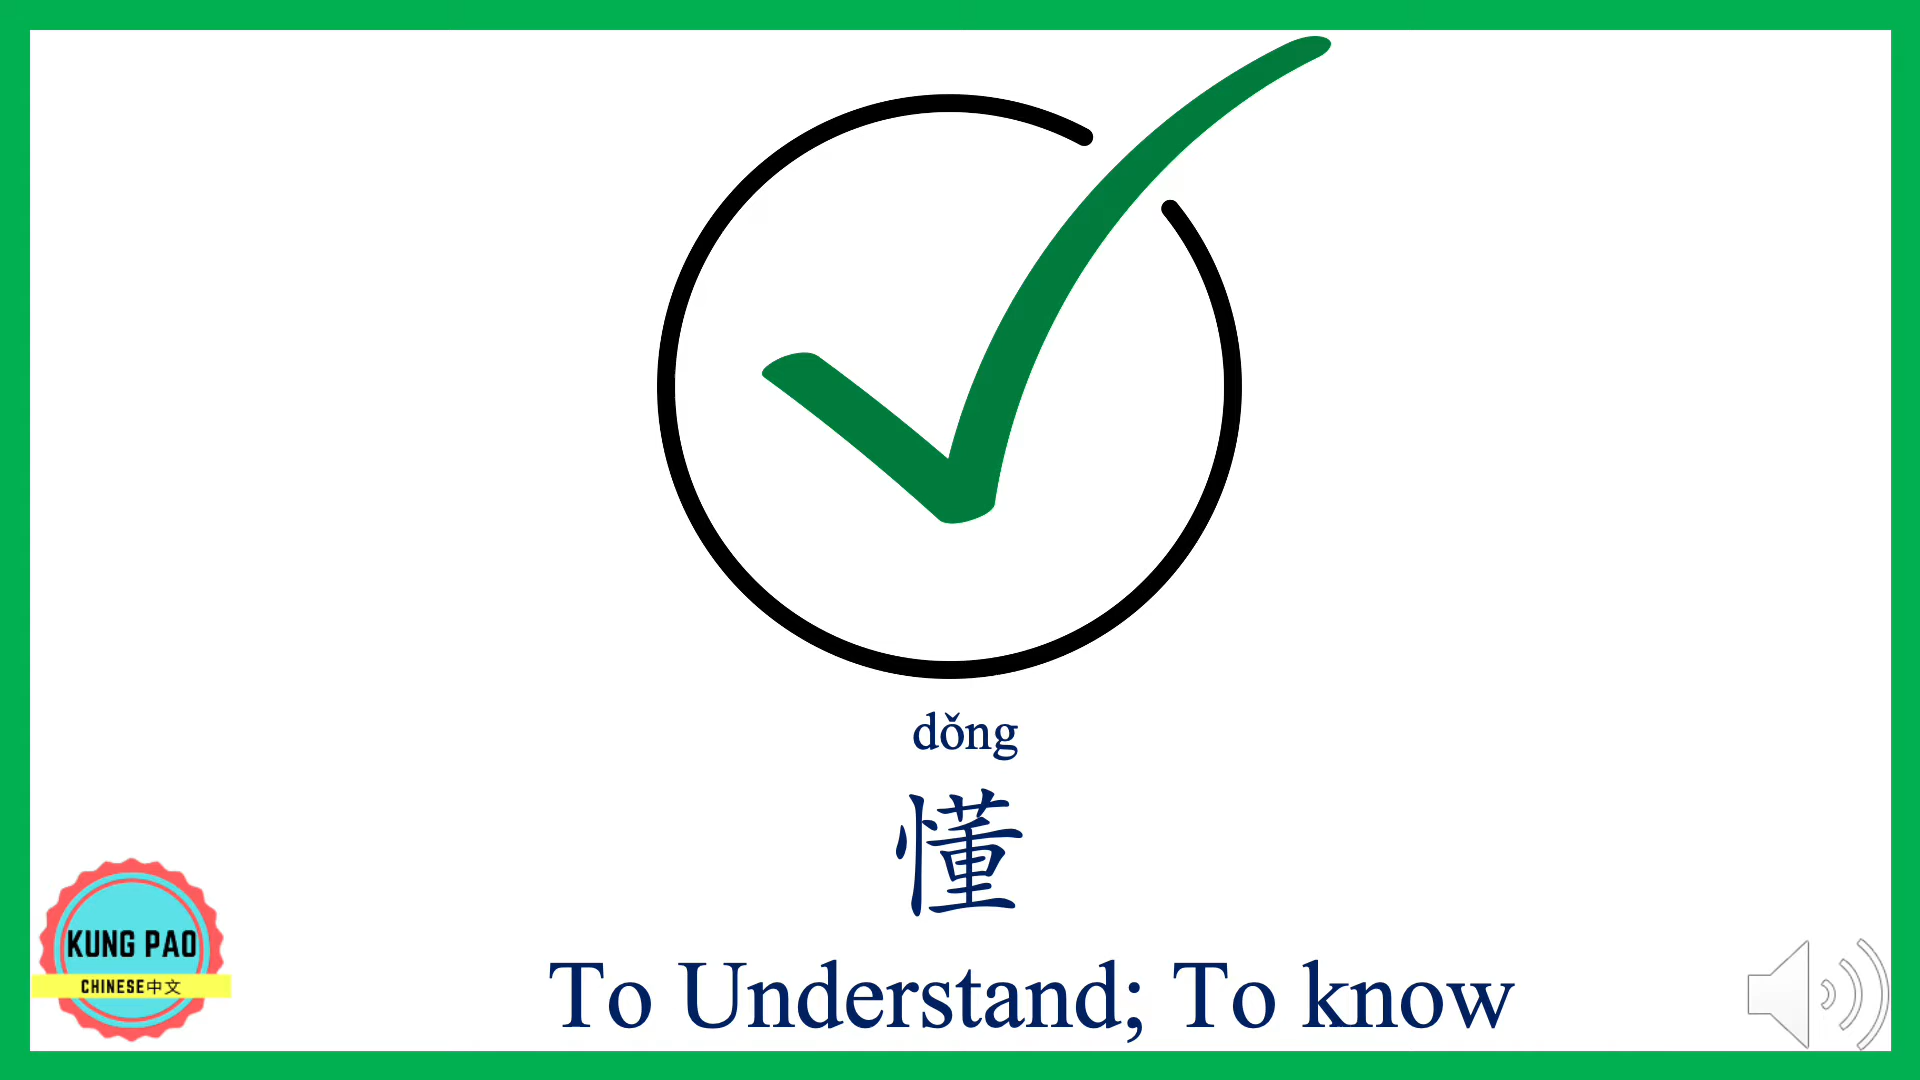 dǒng
懂
To Understand; To know
KUNG PAO
CHINESE中文